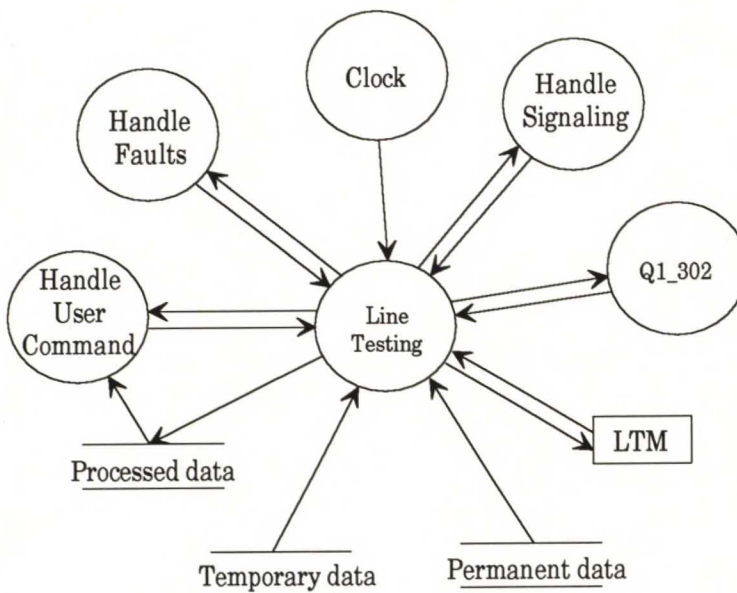 Clock
Handle
Signaling
Handle
Faults
Q1_302
Handle
User
Command
Line
Testing
LTM
Processed data
Temporary data
Permanent data